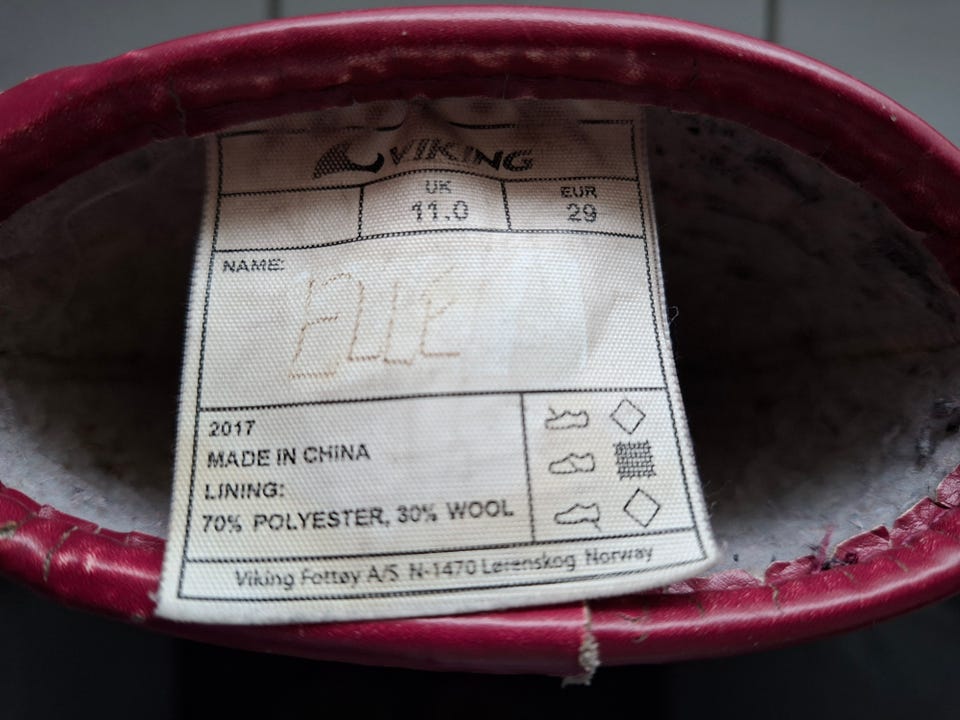 VIKING
UK EUR
11.0 29
NAME:
ELLE
2017
MADE IN CHINA
LINING:
70% POLYESTER, 30% WOOL
Viking Fottøy A/S N-1470 Lørenskog Norway